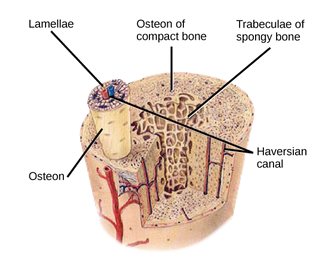 Lamellae
Osteon of
compact bone
Trabeculae of
spongy bone
Haversian
canal
Osteon